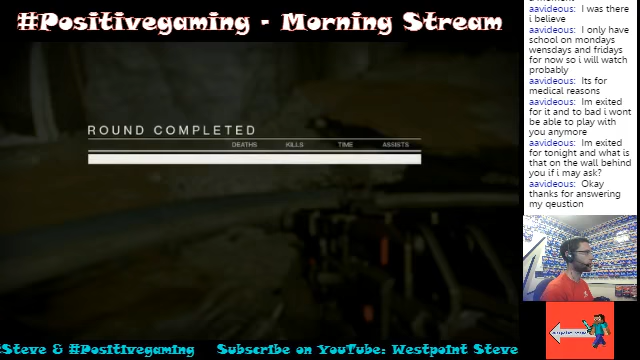 #Positivegaming - Morning Stream
ROUND COMPLETED
DEATHS KILLS TIME ASSISTS
aavideous: I was there
i believe
aavideous: I only have
school on mondays
wensdays and fridays
for now so i will watch
probably
aavideous: Its for
medical reasons
aavideous: Im exited
for it and to bad i wont
be able to play with
you anymore
aavideous: Im exited
for tonight and what is
that on the wall behind
you if i may ask?
aavideous: Okay
thanks for answering
my qeustion
Steve & #Positivegaming Subscribe on YouTube: Westpoint Steve